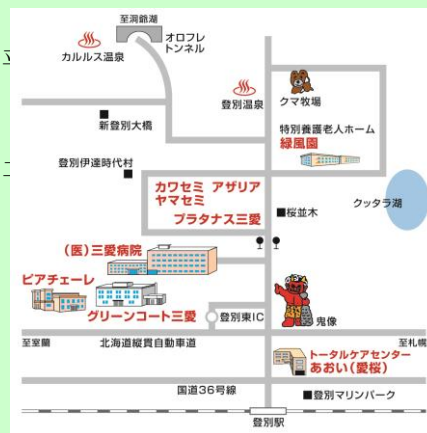 至洞爺湖
オロフレ
トンネル
カルルス温泉
登別温泉
クマ牧場
新登別大橋
特別養護老人ホーム
緑風園
登別伊達時代村
カワセミ アザリア
ヤマセミ
プラタナス三愛
桜並木
クッタラ湖
(医)三愛病院
ピアチェーレ
グリーンコート三愛
登別東IC
鬼像
至室蘭
北海道縦貫自動車道
至札幌
トータルケアセンター
あおい(愛桜)
国道36号線
登別マリンパーク
登別駅